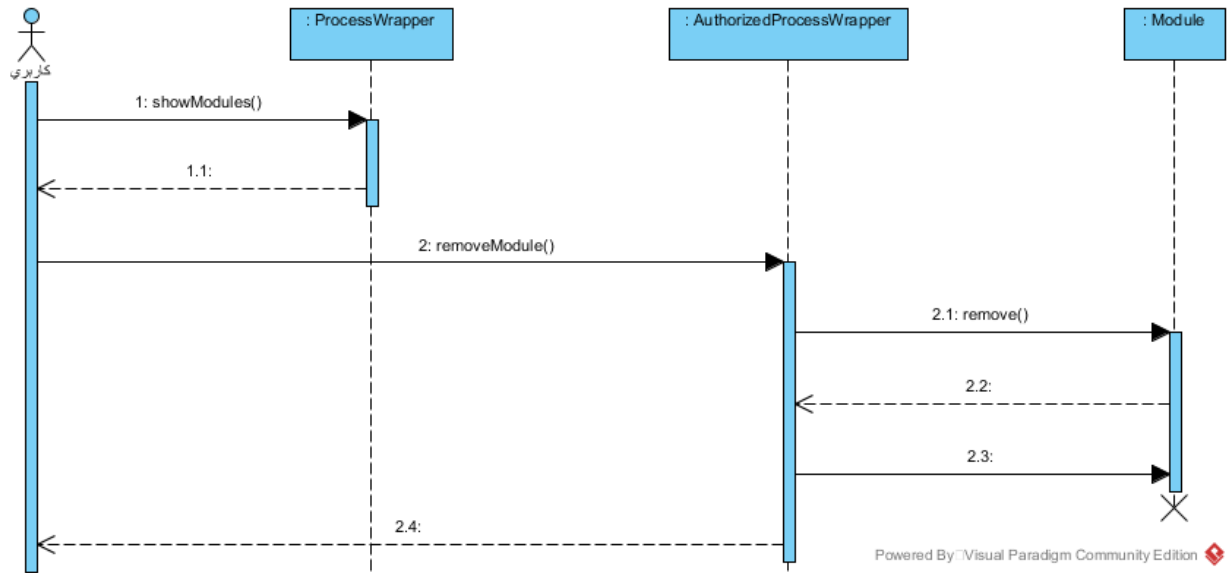 : ProcessWrapper
: AuthorizedProcessWrapper
: Module
كاربري
1: showModules()
1.1:
2: removeModule()
2.1: remove()
2.2:
2.3:
2.4:
Powered By Visual Paradigm Community Edition